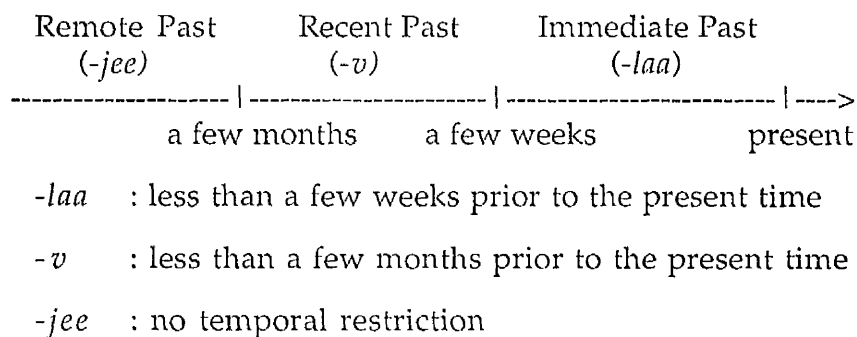 Remote Past Recent Past Immediate Past
(-jee) (-v) (-laa)
---------------------- |------------------------ | --------------------------- | ---->
a few months a few weeks present
-laa : less than a few weeks prior to the present time
-v : less than a few months prior to the present time
-jee : no temporal restriction